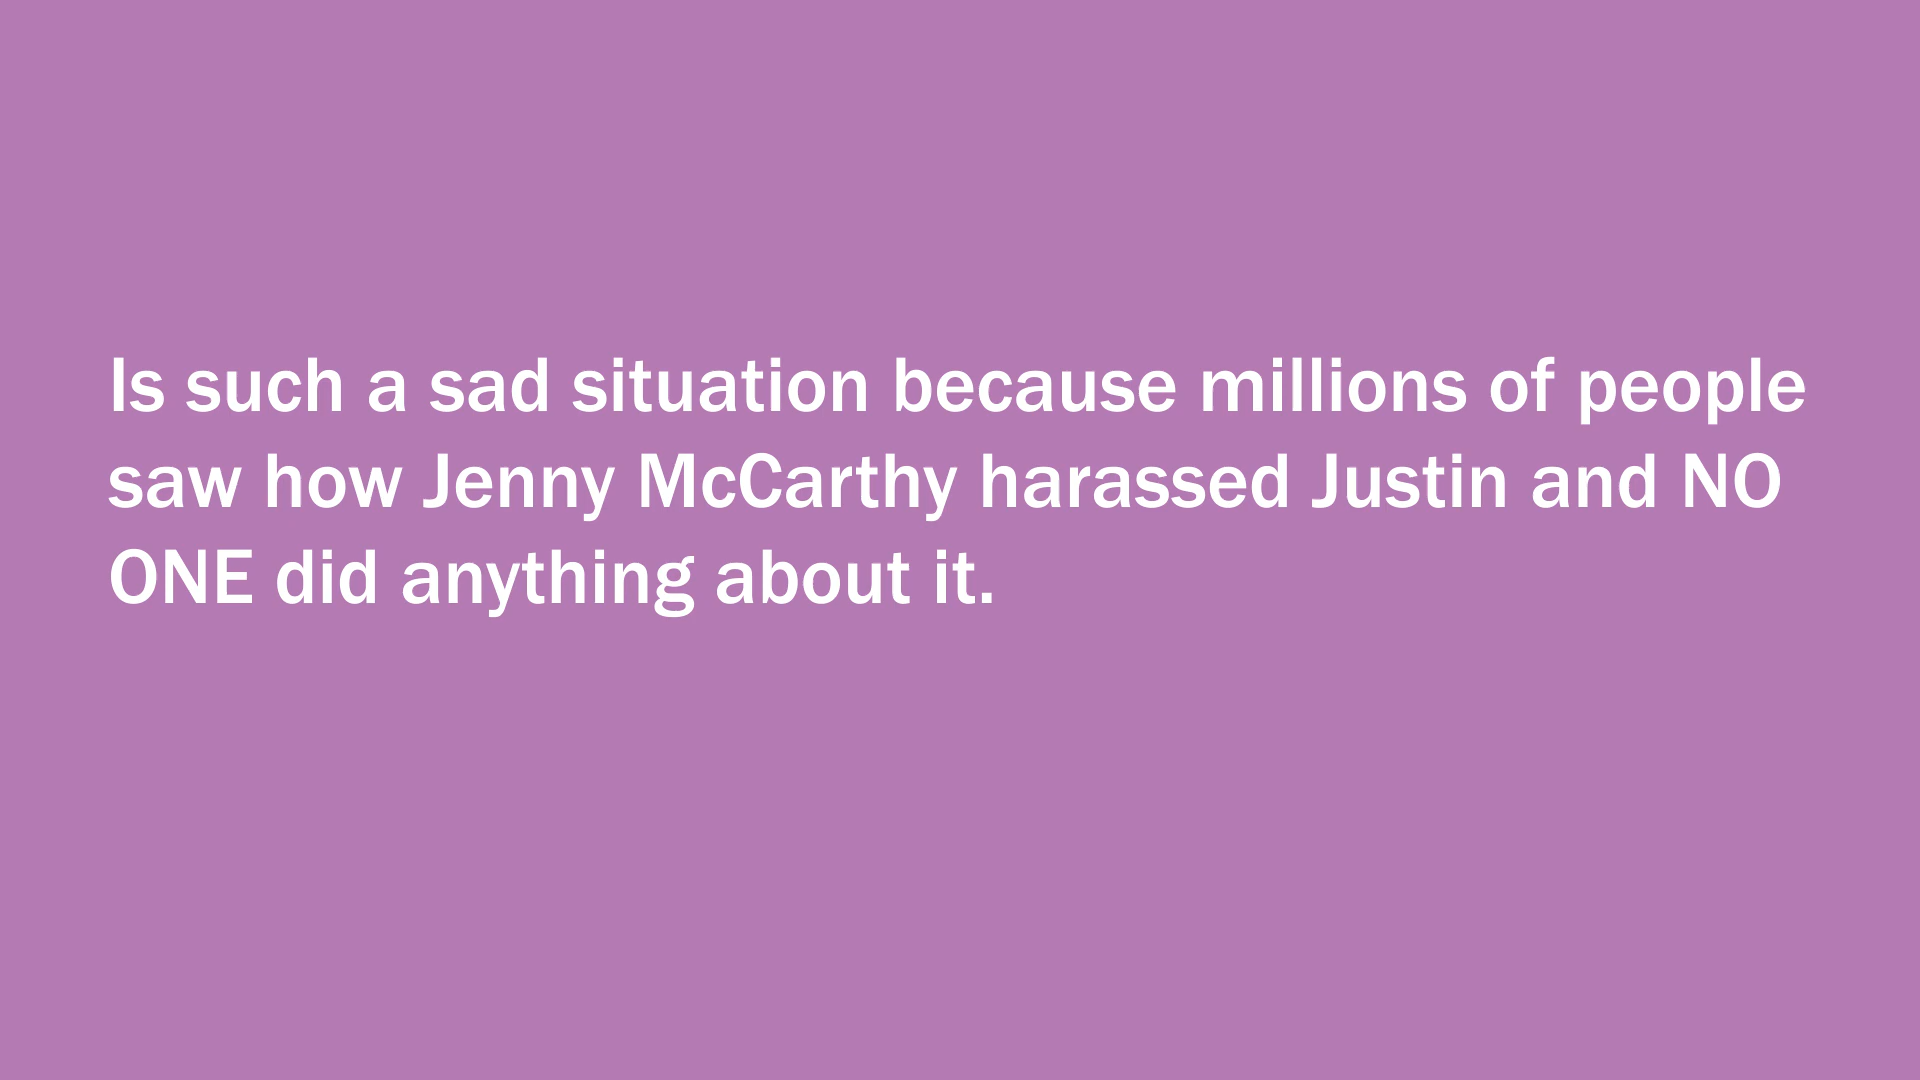 Is such a sad situation because millions of people
saw how Jenny McCarthy harassed Justin and NO
ONE did anything about it.